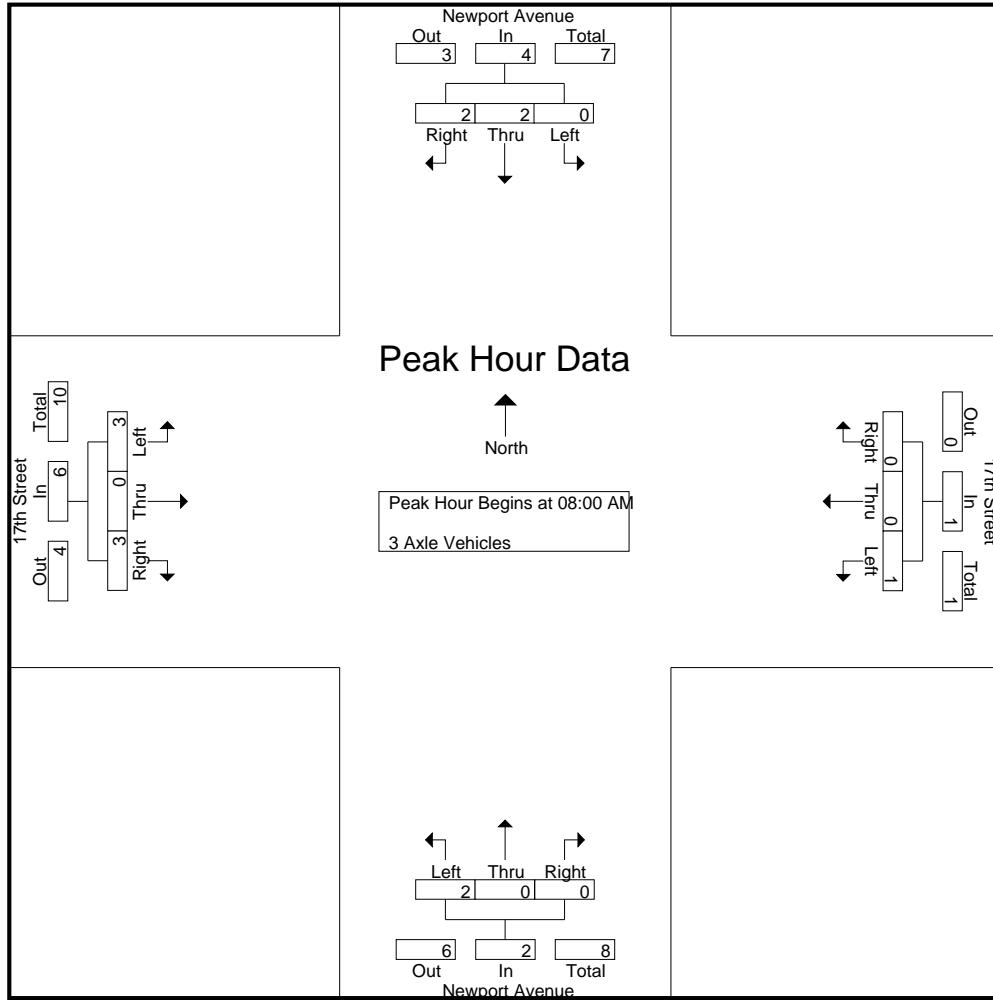 Newport Avenue
Out In Total
3 4 7
2 2 0
Right Thru Left
Peak Hour Data
North
Peak Hour Begins at 08:00 AM
3 Axle Vehicles
17th Street
Total In Out
10 6 4
3 0 3
Left Thru Right
Right Thru Left
0 0 1
Out In Total
0 1 1
17th Street
Left Thru Right
2 0 0
6 2 8
Out In Total
Newport Avenue